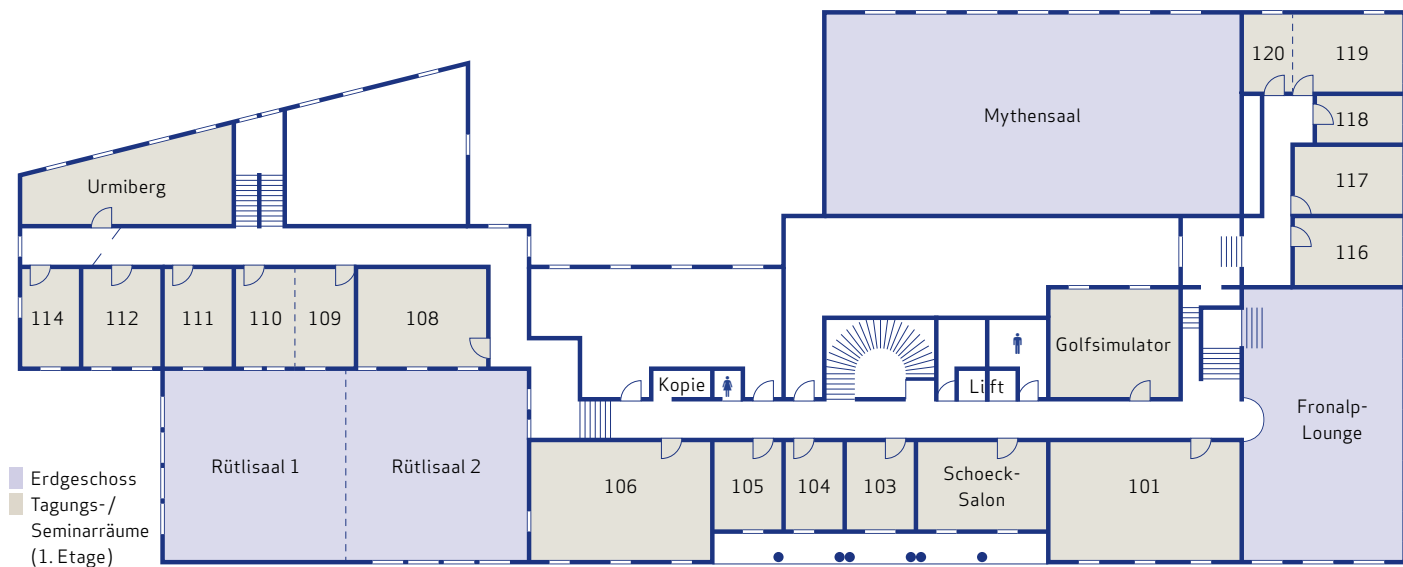 120
119
Mythensaal
118
117
116
Urmiberg
114
112
111
110
109
108
Golfsimulator
Kopie
Lift
Fronalp-
Lounge
Rütlisaal 1
Rütlisaal 2
106
105
104
103
Schoeck-
Salon
101
Erdgeschoss
Tagungs-/
Seminarräume
(1. Etage)